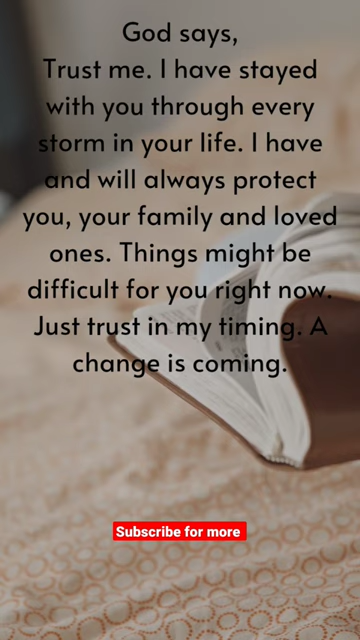 God says,
Trust me. I have stayed
with you through every
storm in your life. I have
and will always protect
you, your family and loved
ones. Things might be
difficult for you right now.
Just trust in my timing. A
change is coming.
Subscribe for more